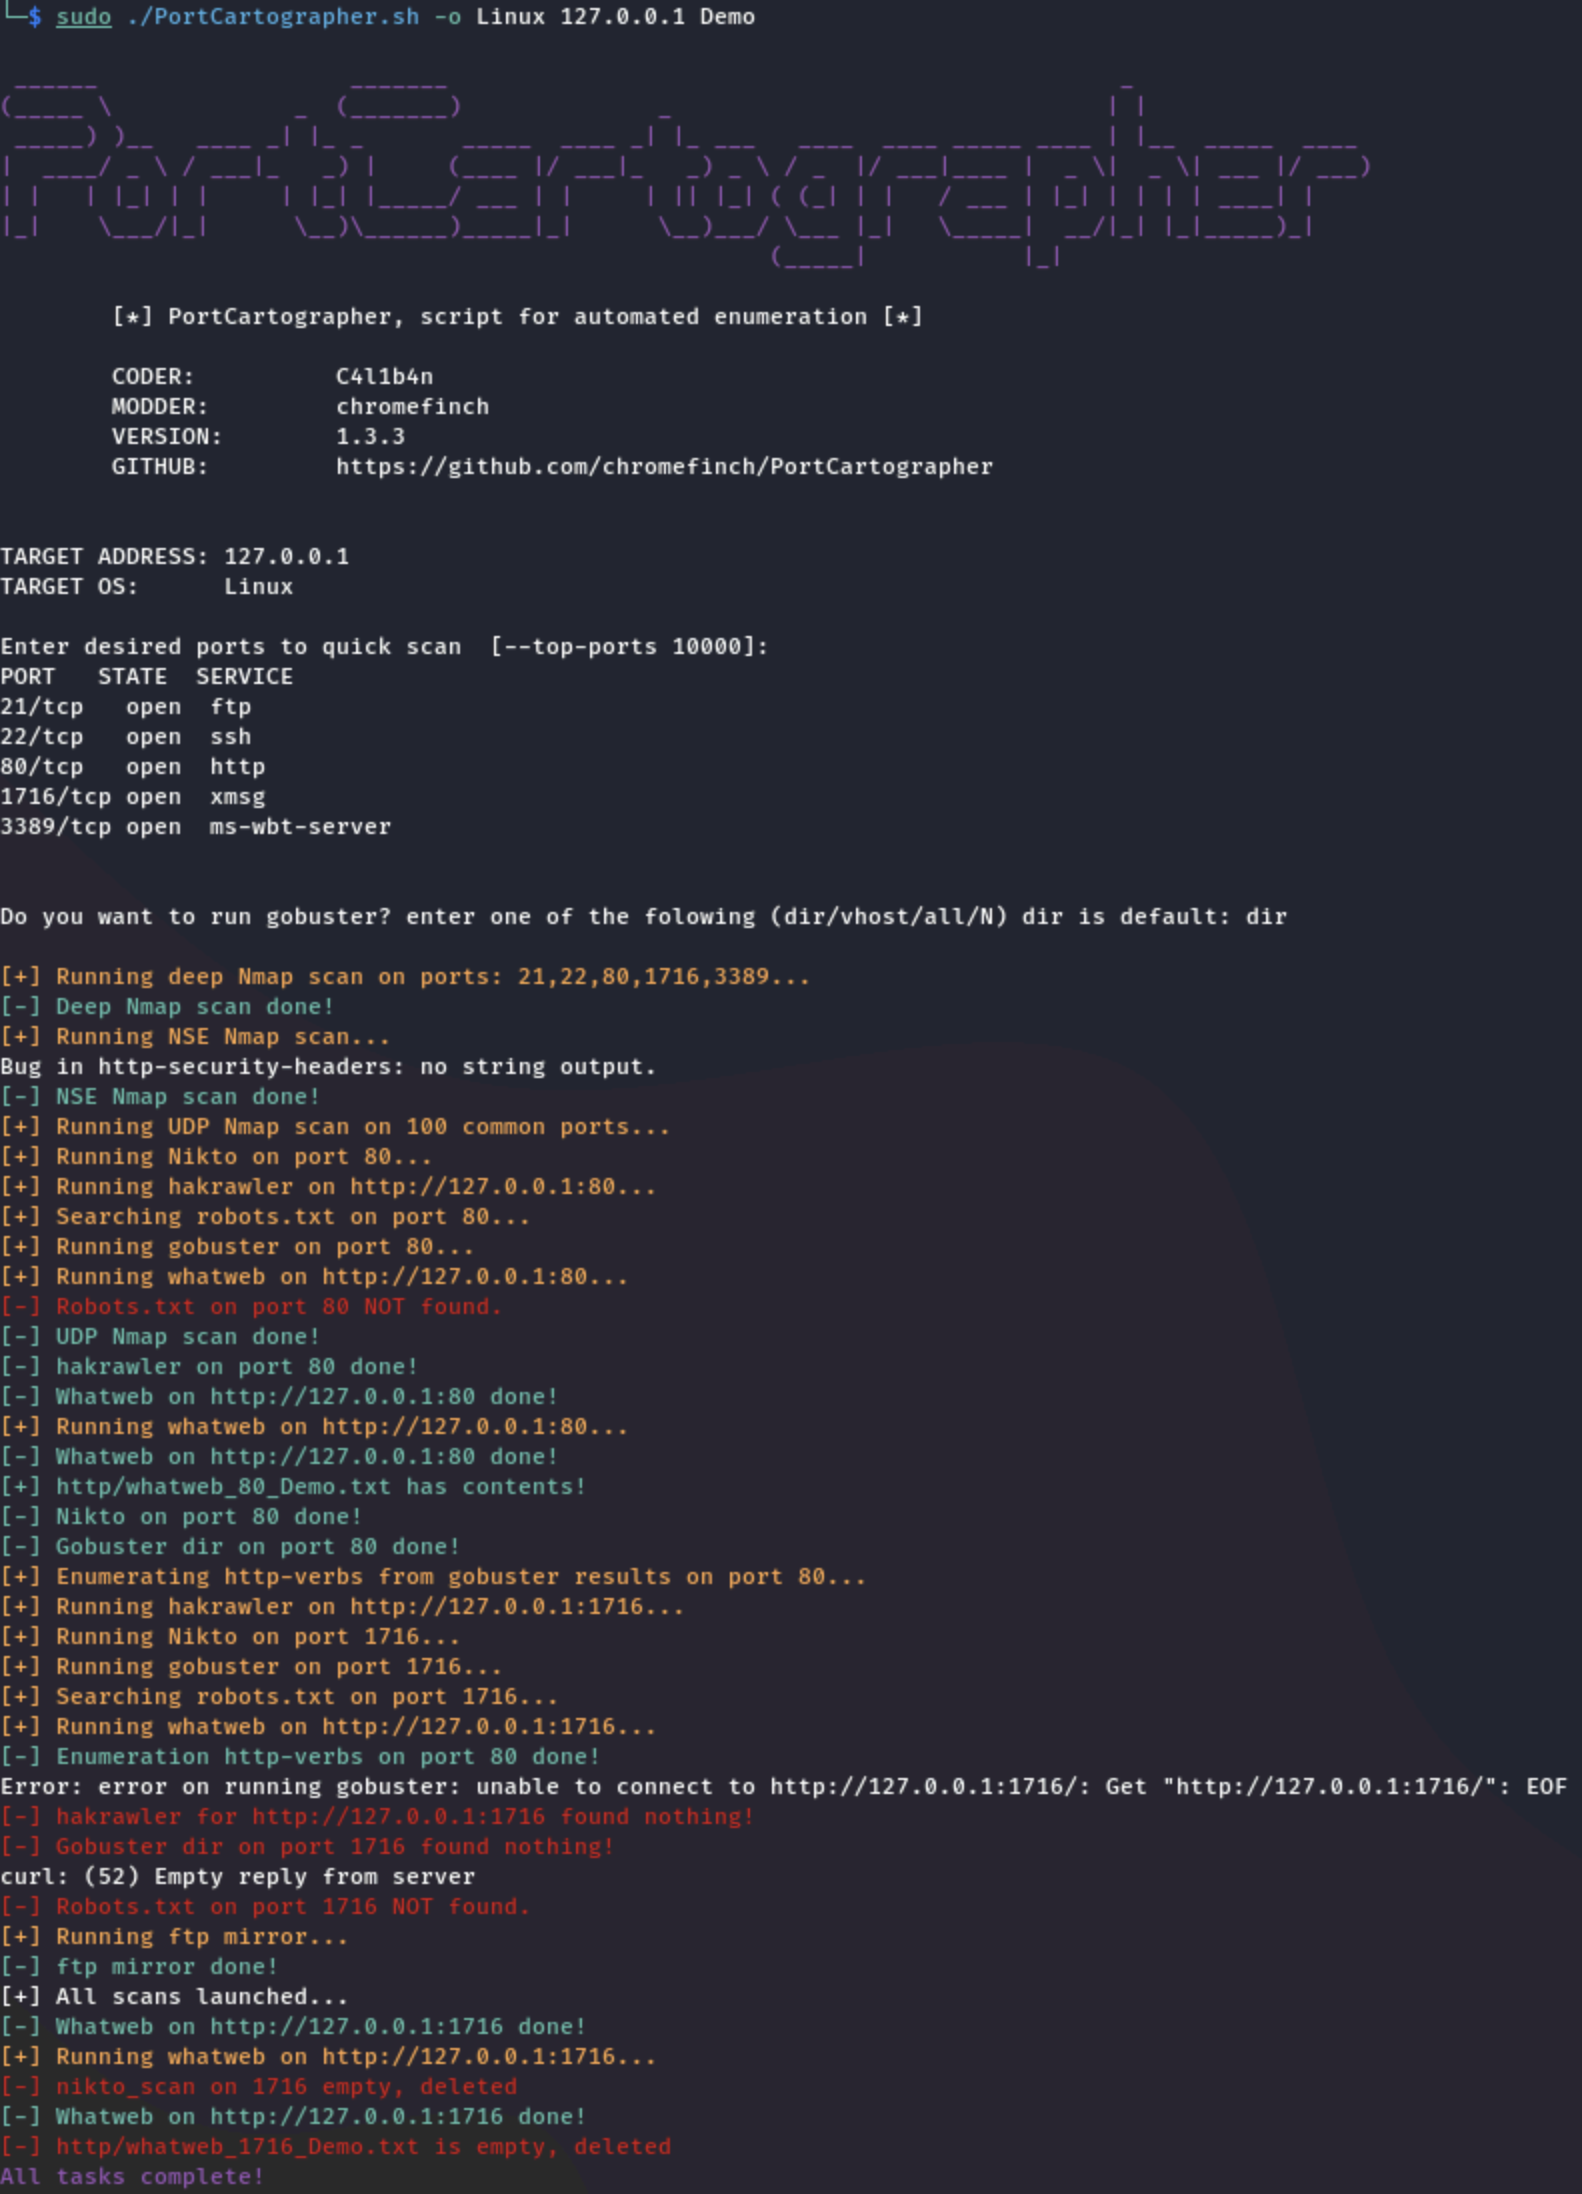 └─$ sudo ./PortCartographer.sh -o Linux 127.0.0.1 Demo
PortCartographer
[*] PortCartographer, script for automated enumeration [*]
CODER: C4l1b4n
MODDER: chromefinch
VERSION: 1.3.3
GITHUB: https://github.com/chromefinch/PortCartographer
TARGET ADDRESS: 127.0.0.1
TARGET OS: Linux
Enter desired ports to quick scan  [--top-ports 10000]:
PORT   STATE  SERVICE
21/tcp   open  ftp
22/tcp   open  ssh
80/tcp   open  http
1716/tcp open  xmsg
3389/tcp open  ms-wbt-server
Do you want to run gobuster? enter one of the folowing (dir/vhost/all/N) dir is default: dir
[+] Running deep Nmap scan on ports: 21,22,80,1716,3389...
[-] Deep Nmap scan done!
[+] Running NSE Nmap scan...
Bug in http-security-headers: no string output.
[-] NSE Nmap scan done!
[+] Running UDP Nmap scan on 100 common ports...
[+] Running Nikto on port 80...
[+] Running hakrawler on http://127.0.0.1:80...
[+] Searching robots.txt on port 80...
[+] Running gobuster on port 80...
[+] Running whatweb on http://127.0.0.1:80...
[-] Robots.txt on port 80 NOT found.
[-] UDP Nmap scan done!
[-] hakrawler on port 80 done!
[-] Whatweb on http://127.0.0.1:80 done!
[+] Running whatweb on http://127.0.0.1:80...
[-] Whatweb on http://127.0.0.1:80 done!
[+] http/whatweb_80_Demo.txt has contents!
[-] Nikto on port 80 done!
[-] Gobuster dir on port 80 done!
[+] Enumerating http-verbs from gobuster results on port 80...
[+] Running hakrawler on http://127.0.0.1:1716...
[+] Running Nikto on port 1716...
[+] Running gobuster on port 1716...
[+] Searching robots.txt on port 1716...
[+] Running whatweb on http://127.0.0.1:1716...
[-] Enumeration http-verbs on port 80 done!
Error: error on running gobuster: unable to connect to http://127.0.0.1:1716/: Get "http://127.0.0.1:1716/": EOF
[-] hakrawler for http://127.0.0.1:1716 found nothing!
[-] Gobuster dir on port 1716 found nothing!
curl: (52) Empty reply from server
[-] Robots.txt on port 1716 NOT found.
[+] Running ftp mirror...
[-] ftp mirror done!
[+] All scans launched...
[-] Whatweb on http://127.0.0.1:1716 done!
[+] Running whatweb on http://127.0.0.1:1716...
[-] nikto_scan on 1716 empty, deleted
[-] Whatweb on http://127.0.0.1:1716 done!
[-] http/whatweb_1716_Demo.txt is empty, deleted
All tasks complete!